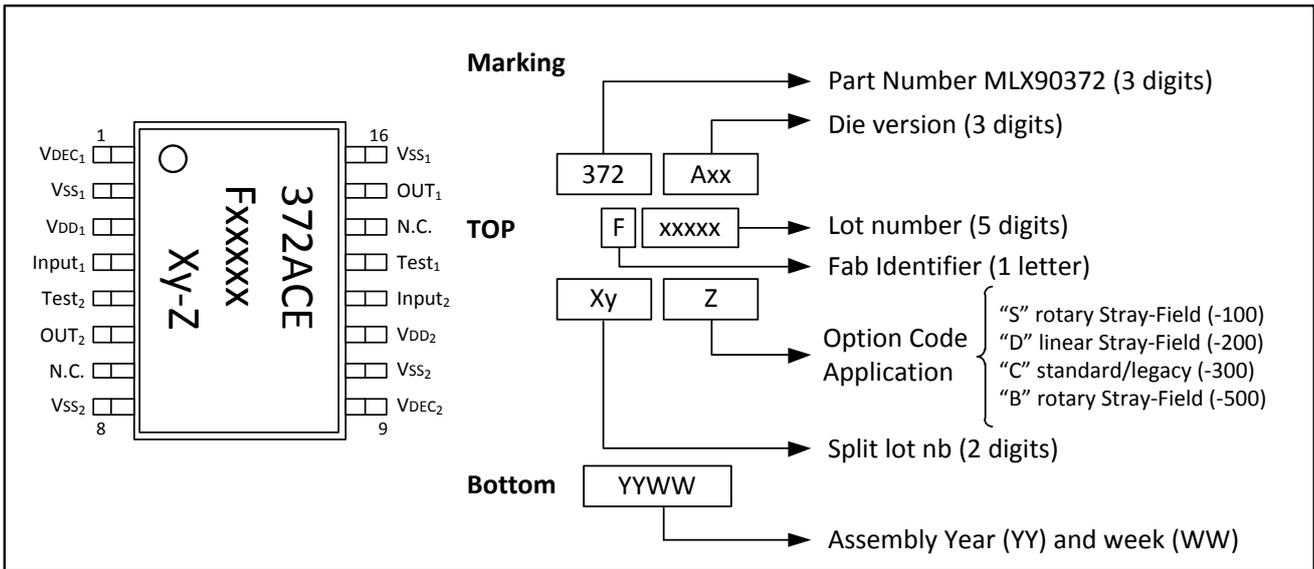 Marking
Part Number MLX90372 (3 digits)
Die version (3 digits)
372 Axx
TOP
F xxxxx
Lot number (5 digits)
Fab Identifier (1 letter)
Xy Z
Option Code
Application
“S” rotary Stray-Field (-100)
“D” linear Stray-Field (-200)
“C” standard/legacy (-300)
“B” rotary Stray-Field (-500)
Split lot nb (2 digits)
Bottom
YYWW
Assembly Year (YY) and week (WW)
1 16
VDEC1 VSS1
VSS1 OUT1
VDD1 N.C.
Input1 Test1
Test2 Input2
OUT2 VDD2
N.C. VSS2
VSS2 VDEC2
8 9
372ACE
Fxxxxx
Xy-Z